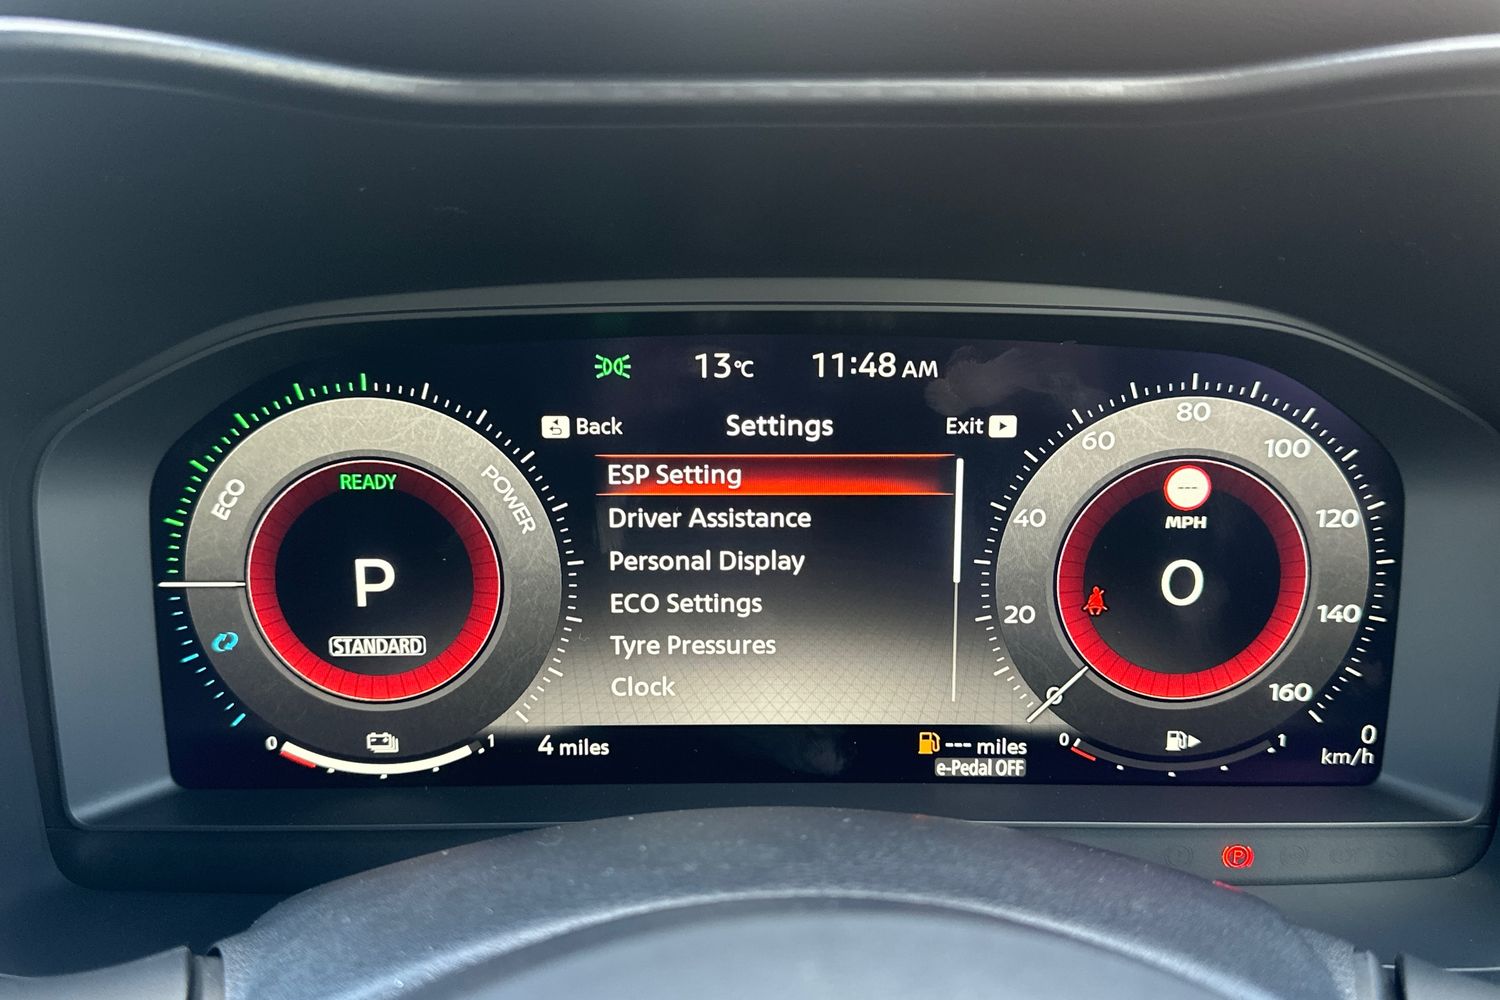 13°C 11:48 AM
Back Settings Exit
ESP Setting
Driver Assistance
Personal Display
ECO Settings
Tyre Pressures
Clock
READY
ECO
POWER
P
STANDARD
0 1
4 miles
--- miles
e-Pedal OFF
0 20 40 60 80 100 120 140 160
---
MPH
0
0 1
0
km/h
P